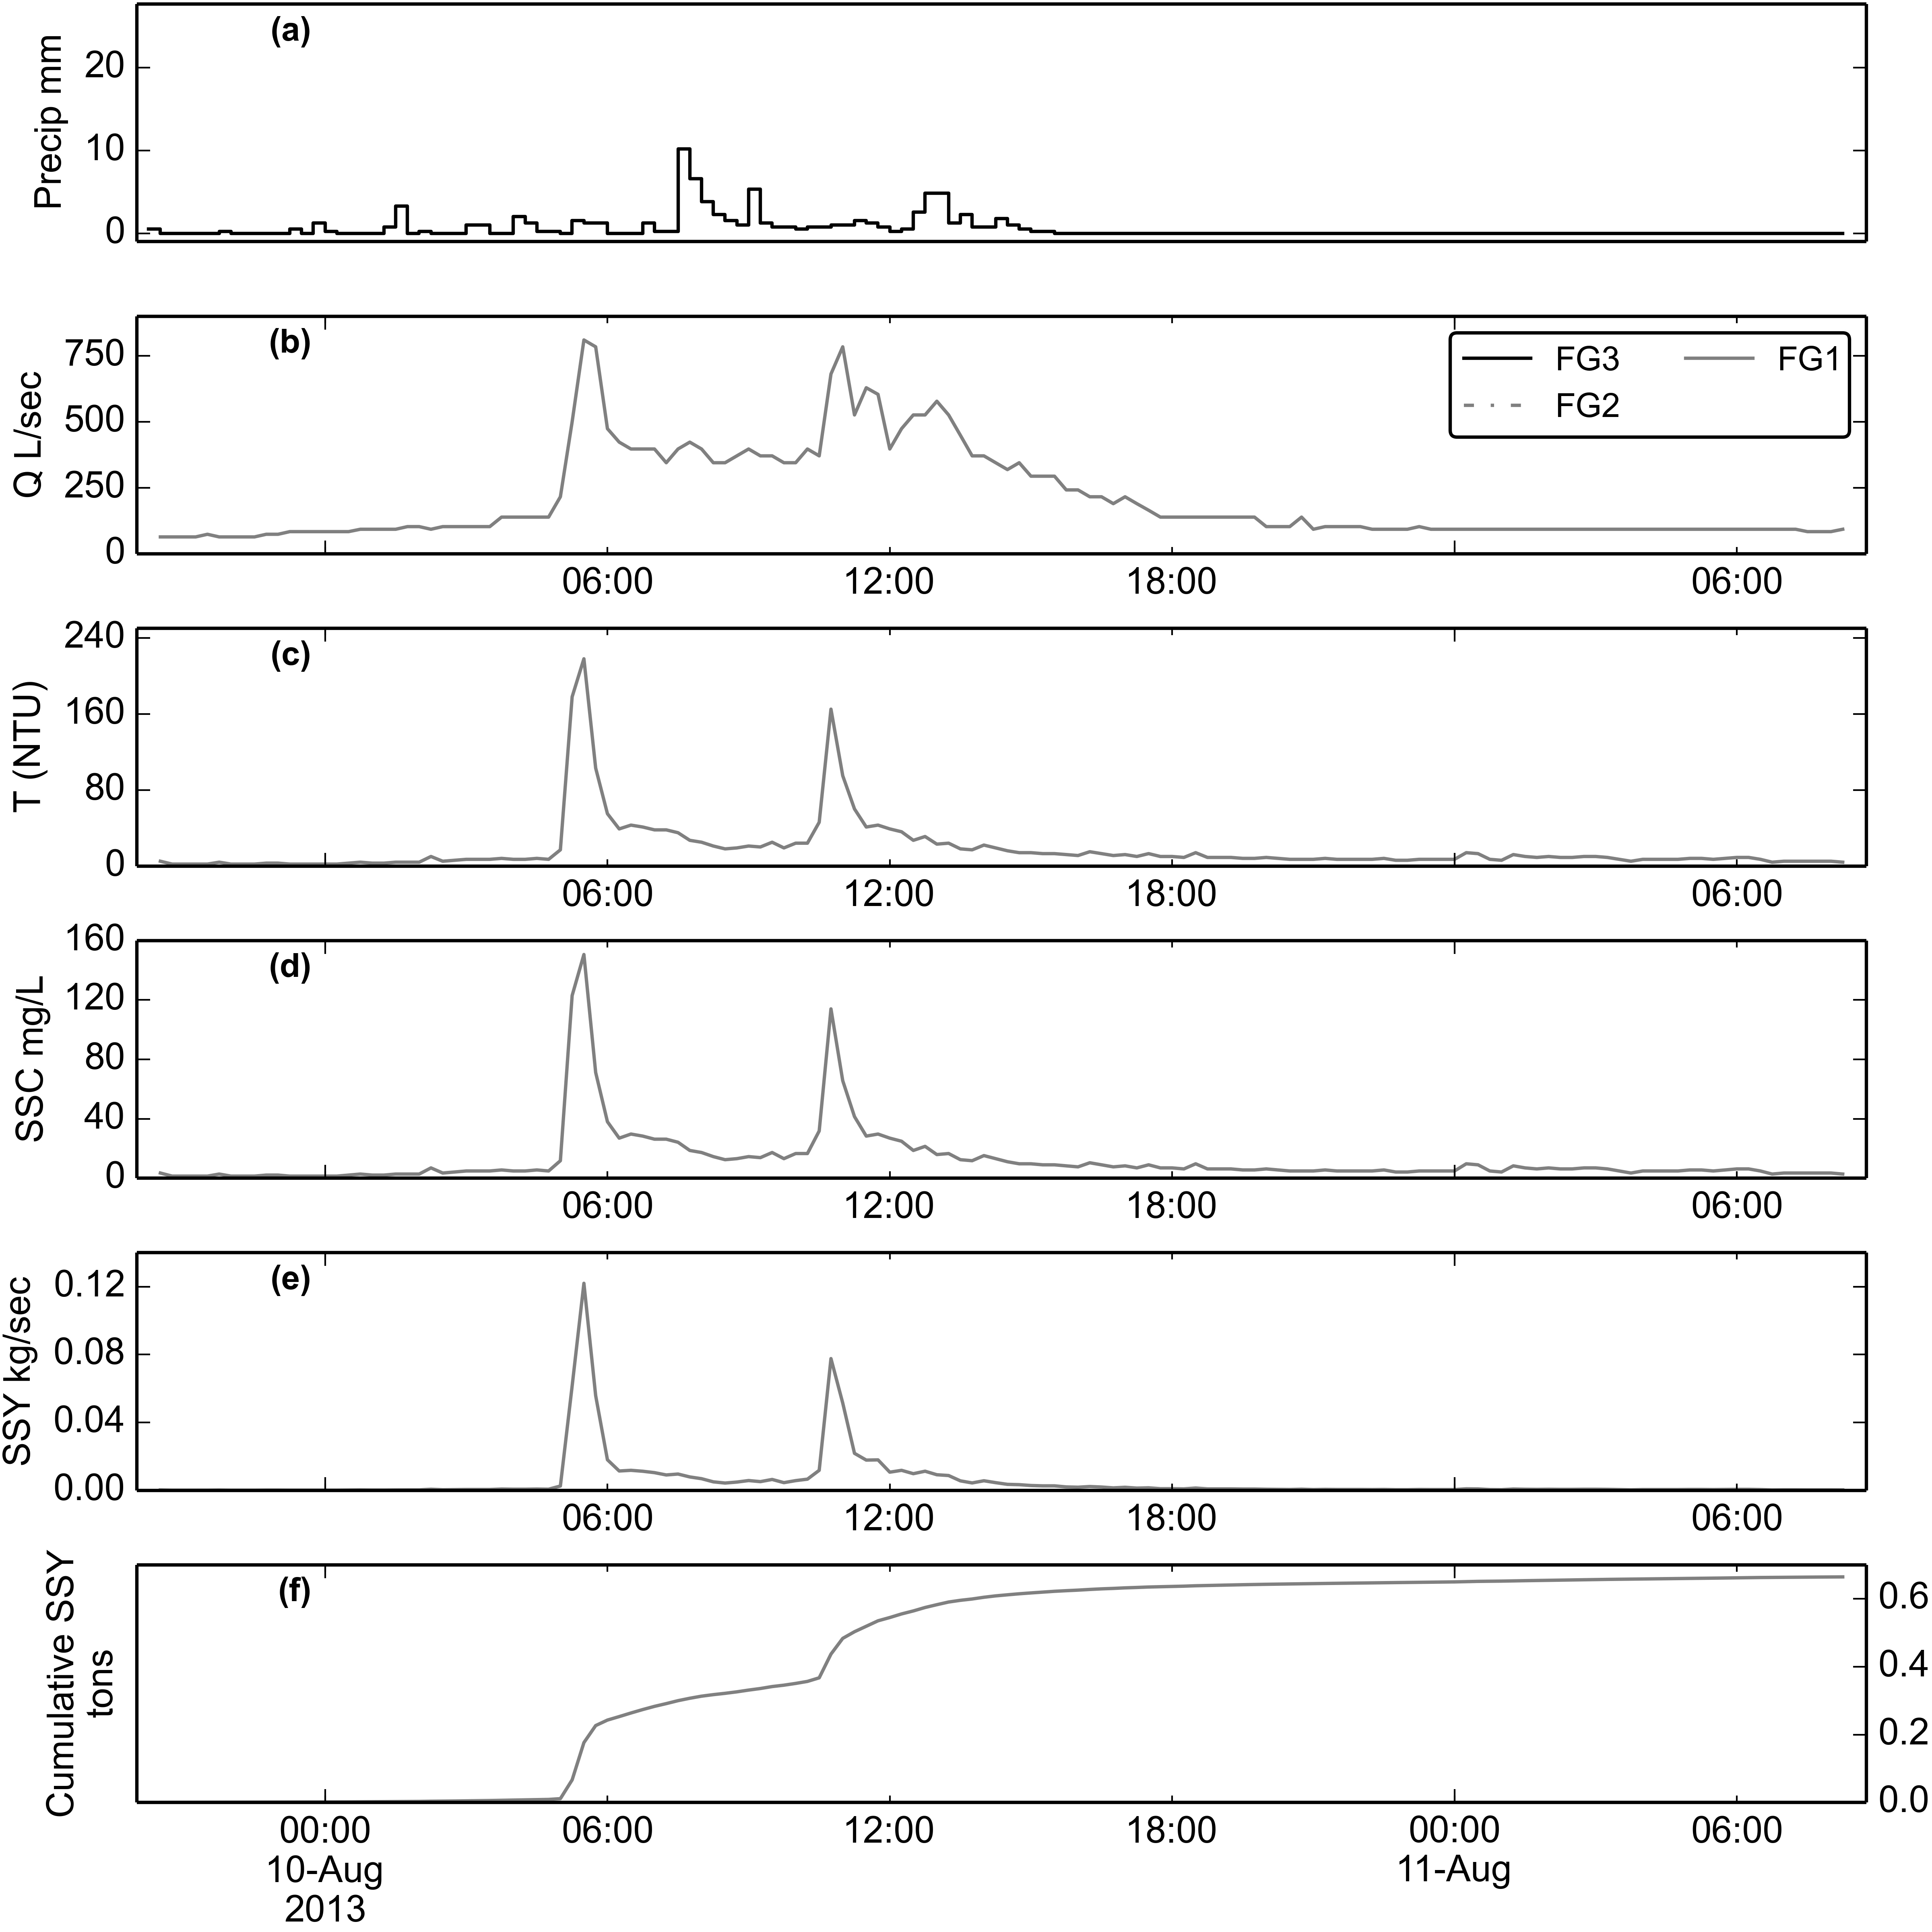 (a)
Precip mm
20
10
0
(b)
Q L/sec
750
500
250
0
FG3 FG1
FG2
06:00 12:00 18:00 06:00
(c)
T (NTU)
240
160
80
0
06:00 12:00 18:00 06:00
(d)
SSC mg/L
160
120
80
40
0
06:00 12:00 18:00 06:00
(e)
SSY kg/sec
0.12
0.08
0.04
0.00
06:00 12:00 18:00 06:00
(f)
Cumulative SSY
tons
0.6
0.4
0.2
0.0
00:00 06:00 12:00 18:00 00:00 06:00
10-Aug 11-Aug
2013